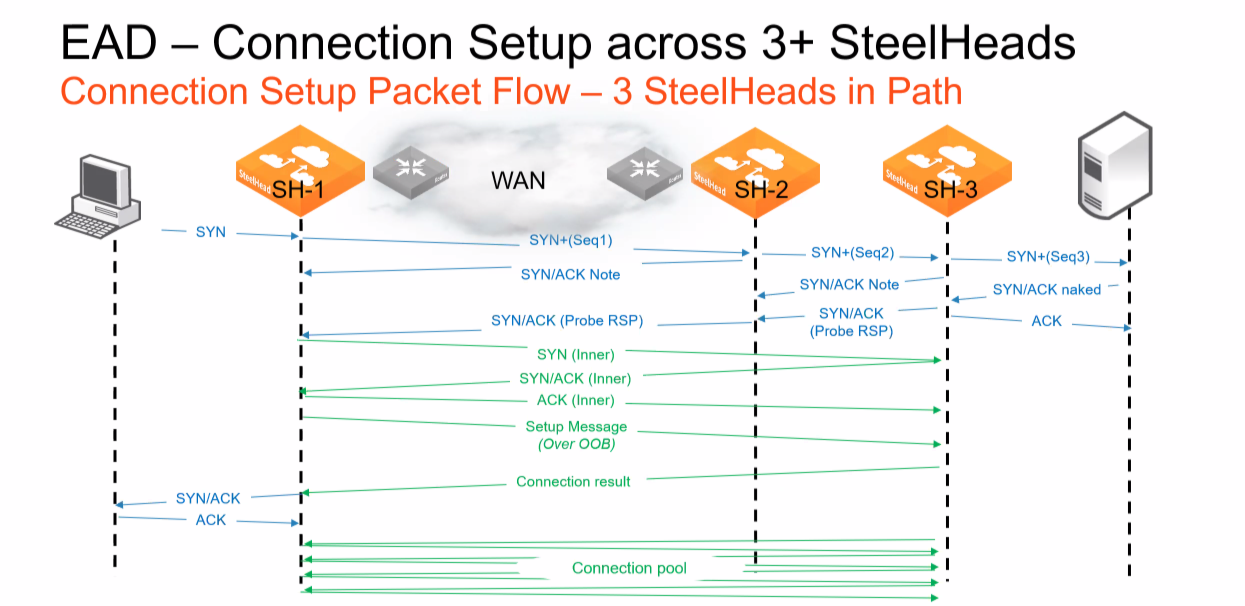 EAD – Connection Setup across 3+ SteelHeads
Connection Setup Packet Flow – 3 SteelHeads in Path
SteelHead
SH-1
WAN
SteelHead
SH-2
SteelHead
SH-3
SYN
SYN+(Seq1)
SYN+(Seq2)
SYN+(Seq3)
SYN/ACK Note
SYN/ACK Note
SYN/ACK naked
SYN/ACK (Probe RSP)
SYN/ACK
(Probe RSP)
ACK
SYN (Inner)
SYN/ACK (Inner)
ACK (Inner)
Setup Message
(Over OOB)
Connection result
SYN/ACK
ACK
Connection pool